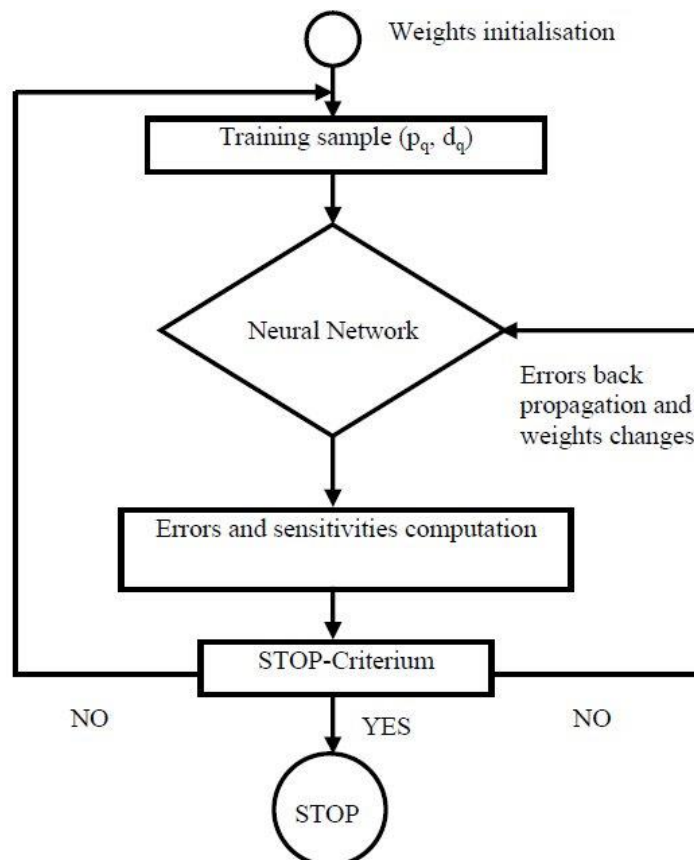 Weights initialisation
Training sample (p_q, d_q)
Neural Network
Errors back
propagation and
weights changes
Errors and sensitivities computation
STOP-Criterium
NO
YES
NO
STOP